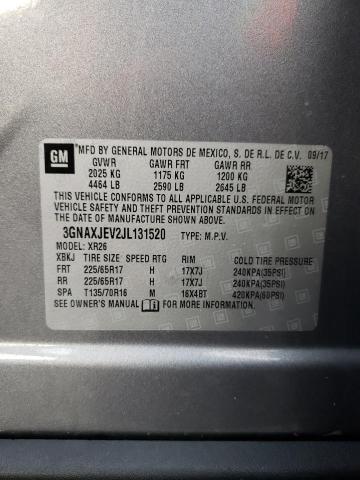 GM
MFD BY GENERAL MOTORS DE MEXICO, S. DE R.L. DE C.V. 09/17
GVWR GAWR FRT GAWR RR
2025 KG 1175 KG 1200 KG
4464 LB 2590 LB 2645 LB
THIS VEHICLE CONFORMS TO ALL APPLICABLE U.S. FEDERAL MOTOR
VEHICLE SAFETY AND THEFT PREVENTION STANDARDS IN EFFECT
ON THE DATE OF MANUFACTURE SHOWN ABOVE.
3GNAXJEV2JL131520 TYPE: M.P.V.
MODEL: XR26
XBKJ TIRE SIZE SPEED RTG RIM COLD TIRE PRESSURE
FRT 225/65R17 H 17X7J 240KPA(35PSI)
RR 225/65R17 H 17X7J 240KPA(35PSI)
SPA T135/70R16 M 16X4BT 420KPA(60PSI)
SEE OWNER'S MANUAL FOR MORE INFORMATION.